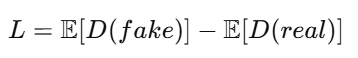 L = 𝔼[D(fake)] − 𝔼[D(real)]